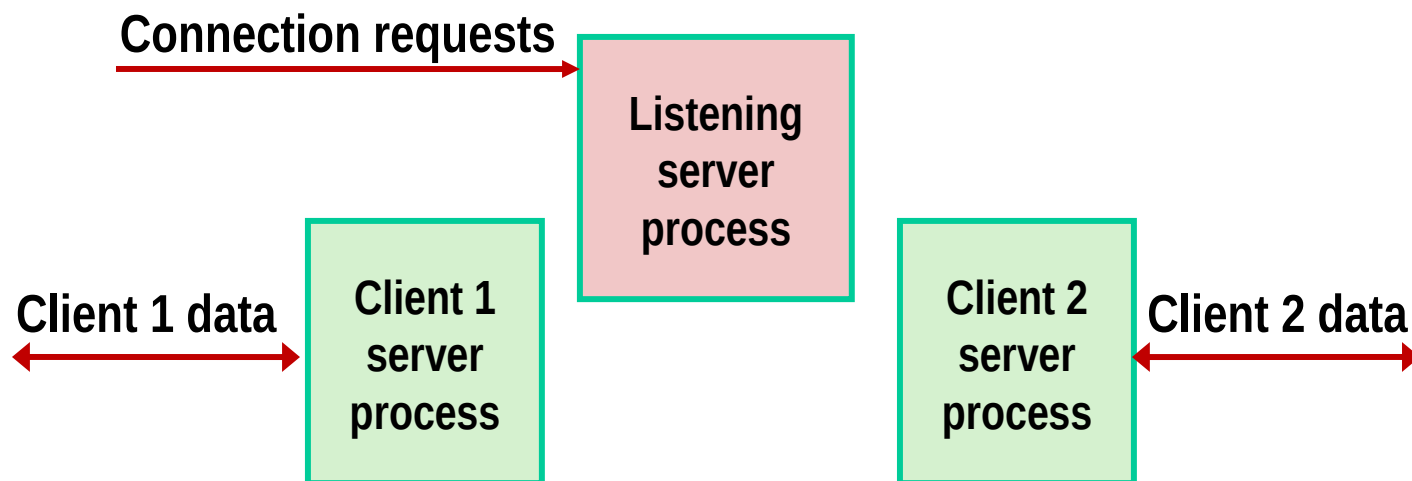 Connection requests
Listening
server
process
Client 1 data
Client 1
server
process
Client 2
server
process
Client 2 data